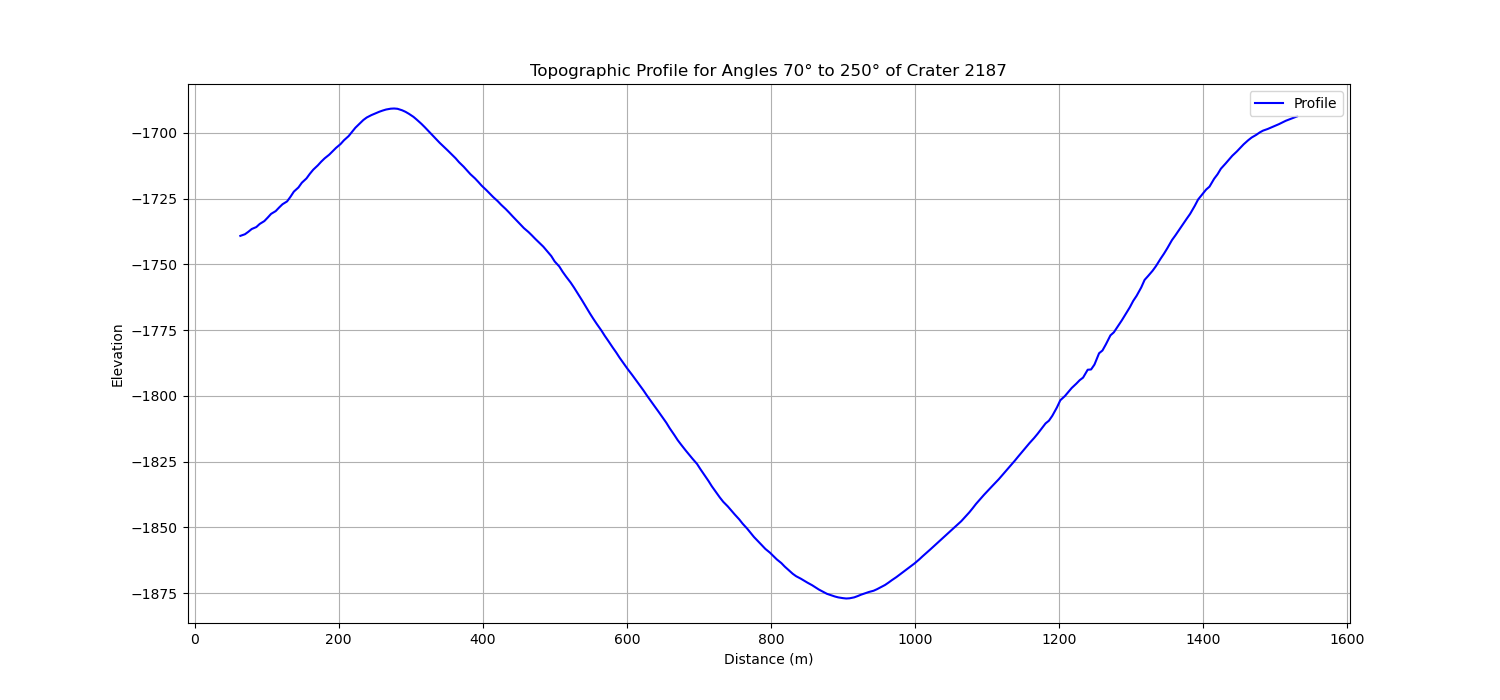 Topographic Profile for Angles 70° to 250° of Crater 2187
Profile
−1700
−1725
−1750
−1775
−1800
−1825
−1850
−1875
Elevation
0 200 400 600 800 1000 1200 1400 1600
Distance (m)